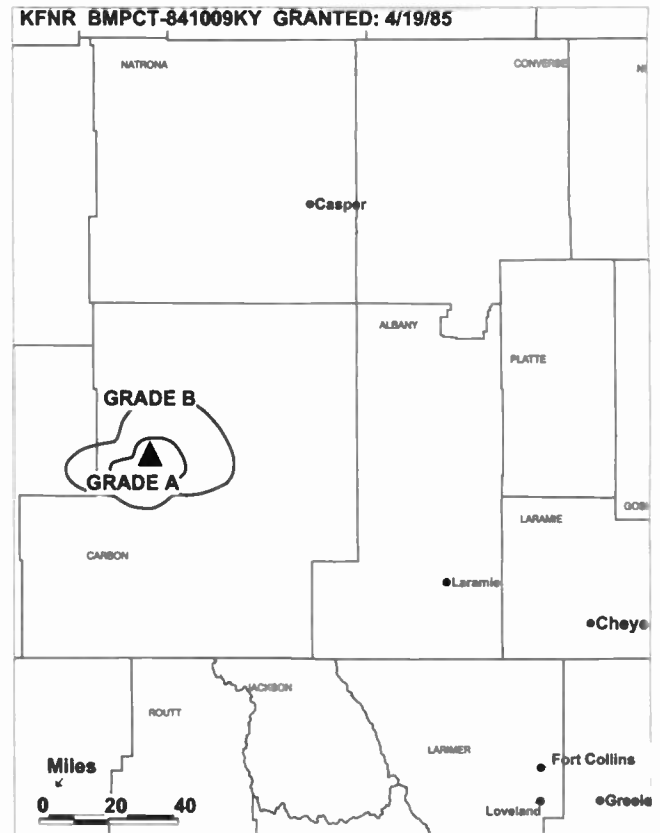 KFNR BMPCT-841009KY GRANTED: 4/19/85
NATRONA
CONVERSE
Casper
ALBANY
PLATTE
GRADE B
GRADE A
GOS
LARAMIE
CARBON
Laramie
Cheye
JACKSON
ROUTT
LARIMER
Miles
Fort Collins
0 20 40
Loveland
Greele